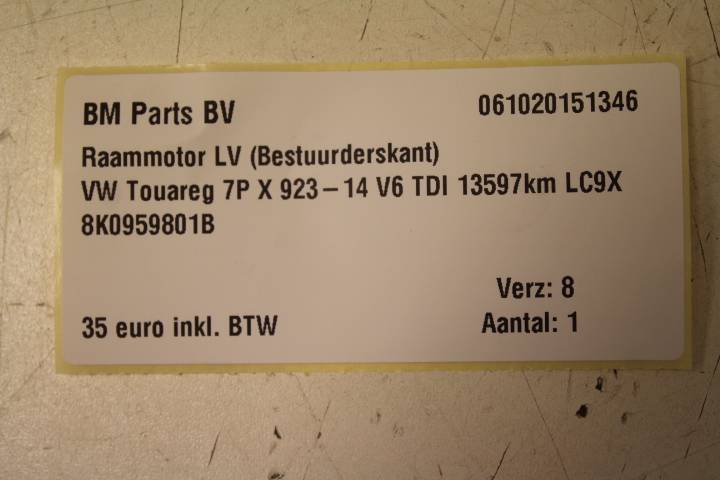 BM Parts BV 061020151346
Raammotor LV (Bestuurderskant)
VW Touareg 7P X 923-14 V6 TDI 13597km LC9X
8K0959801B
Verz: 8
35 euro inkl. BTW Aantal: 1